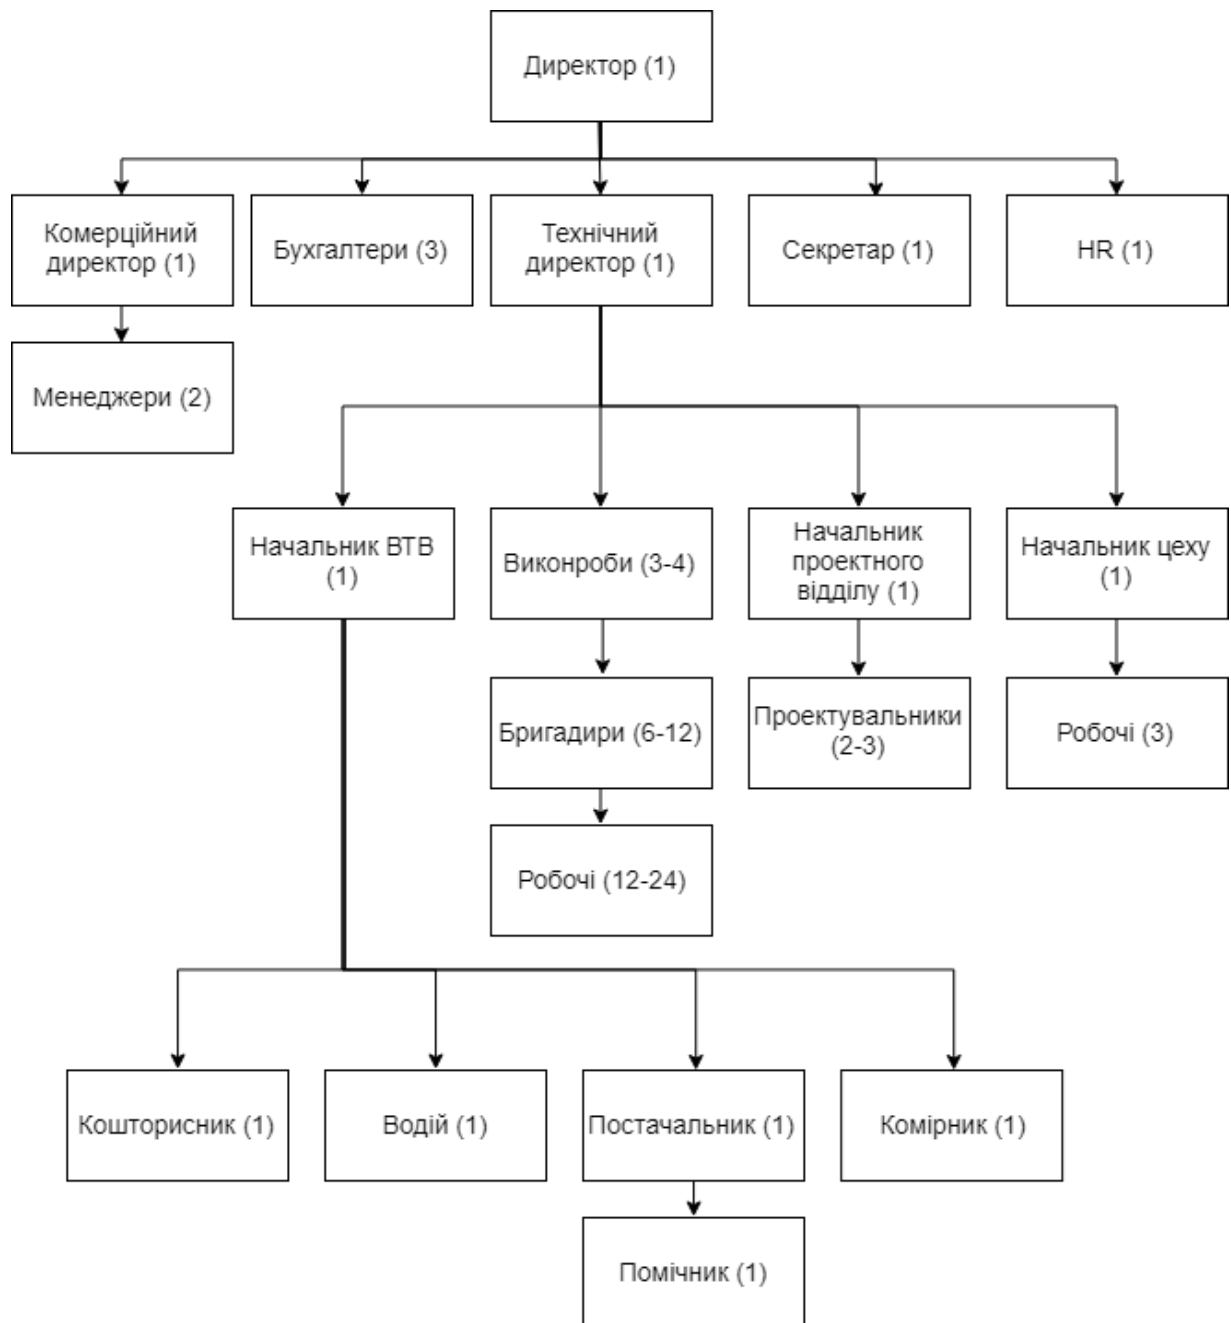 Директор (1)
Комерційний
директор (1)
Бухгалтери (3)
Технічний
директор (1)
Секретар (1)
HR (1)
Менеджери (2)
Начальник ВТВ
(1)
Виконроби (3-4)
Начальник
проектного
відділу (1)
Начальник цеху
(1)
Бригадири (6-12)
Проектувальники
(2-3)
Робочі (3)
Робочі (12-24)
Кошторисник (1)
Водій (1)
Постачальник (1)
Комірник (1)
Помічник (1)